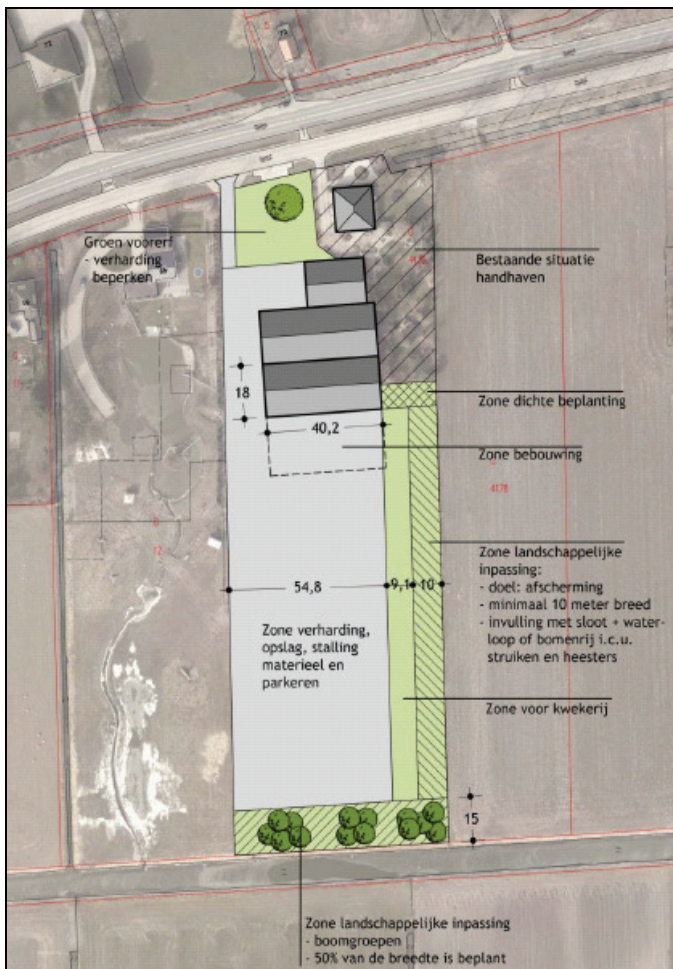 Groen voorerf
- verharding
beperken
Bestaande situatie
handhaven
18
Zone dichte beplanting
40,2
Zone bebouwing
4178
12
Zone landschappelijke
inpassing:
- doel: afscherming
- minimaal 10 meter breed
- invulling met sloot + water-
loop of bomenrij i.c.u.
struiken en heesters
54,8
9,1
10
Zone verharding,
opslag, stalling
materieel en
parkeren
Zone voor kwekerij
15
Zone landschappelijke inpassing
- boomgroepen
- 50% van de breedte is beplant